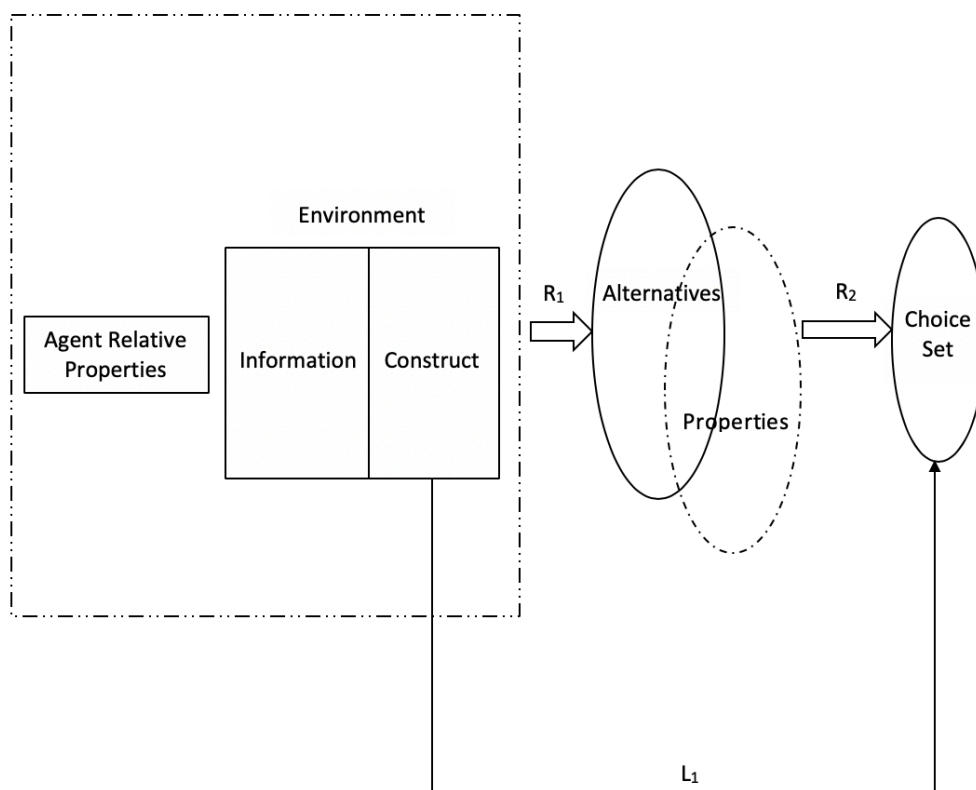 Environment
Agent Relative
Properties
Information
Construct
R₁
Alternatives
Properties
R₂
Choice
Set
L₁